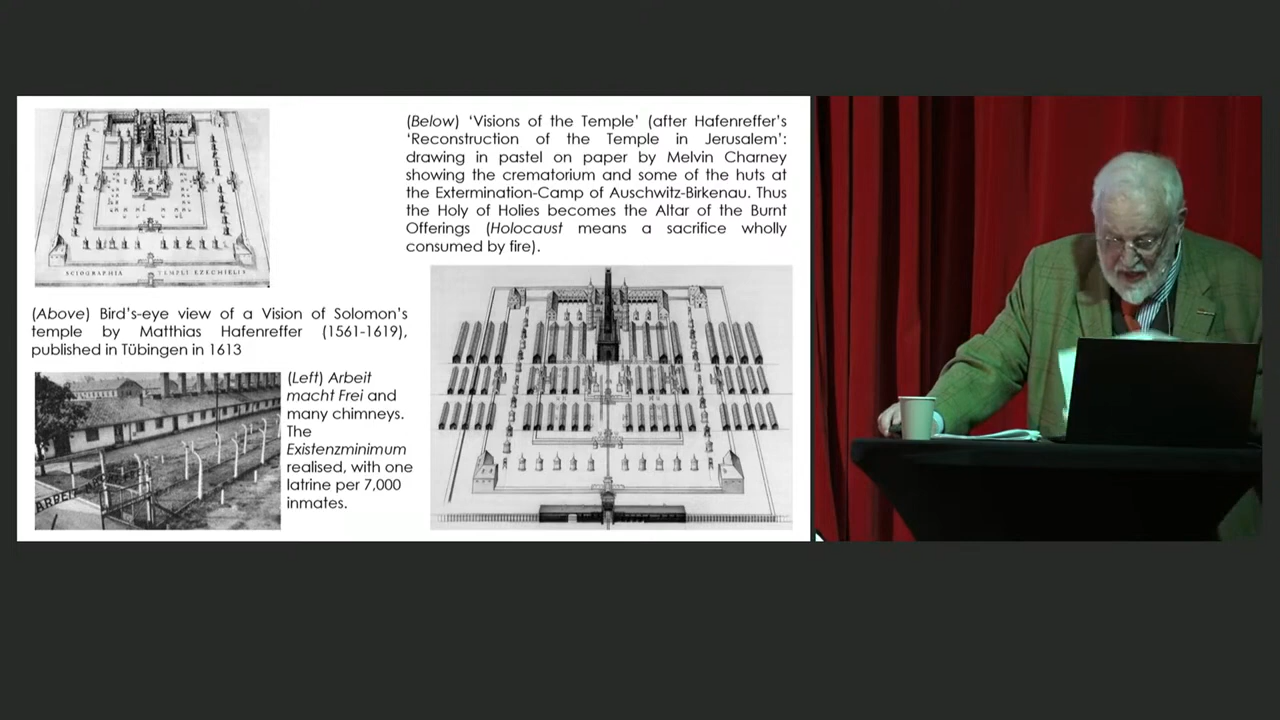 SCIOGRAPHIA TEMPLI EZECHIELIS
(Above) Bird's-eye view of a Vision of Solomon's
temple by Matthias Hafenreffer (1561-1619),
published in Tübingen in 1613
ARBEIT
(Left) Arbeit
macht Frei and
many chimneys.
The
Existenzminimum
realised, with one
latrine per 7,000
inmates.
(Below) 'Visions of the Temple' (after Hafenreffer's
'Reconstruction of the Temple in Jerusalem':
drawing in pastel on paper by Melvin Charney
showing the crematorium and some of the huts at
the Extermination-Camp of Auschwitz-Birkenau. Thus
the Holy of Holies becomes the Altar of the Burnt
Offerings (Holocaust means a sacrifice wholly
consumed by fire).